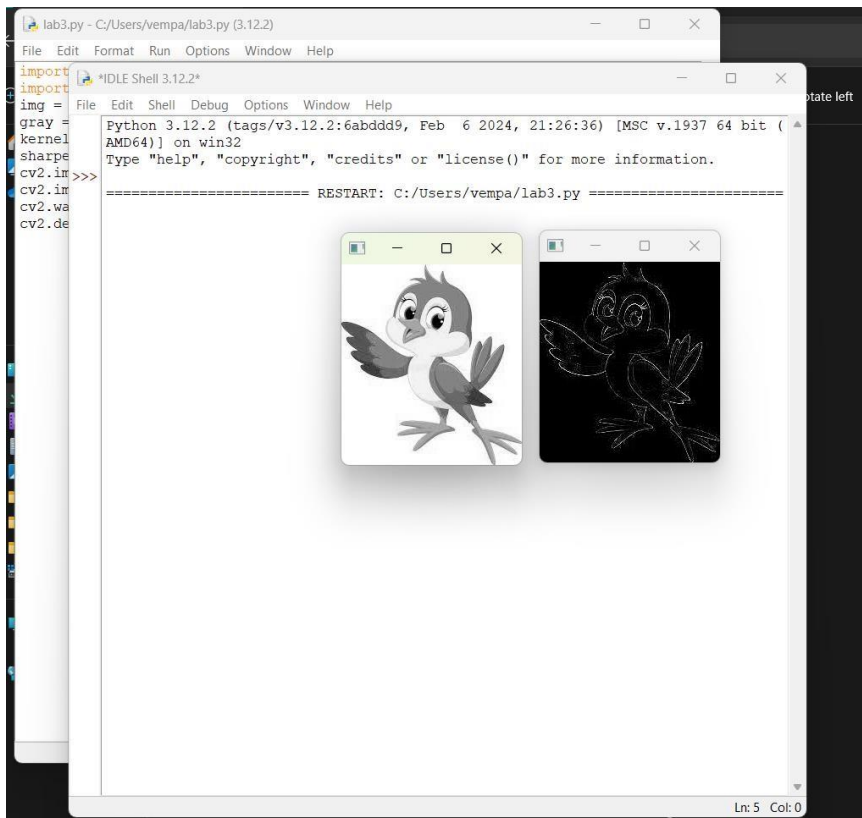 lab3.py - C:/Users/vempa/lab3.py (3.12.2)
File Edit Format Run Options Window Help
import
import
img =
gray =
kernel
sharpe
cv2.im
cv2.im
cv2.wa
cv2.de
*IDLE Shell 3.12.2*
File Edit Shell Debug Options Window Help
Python 3.12.2 (tags/v3.12.2:6abddd9, Feb  6 2024, 21:26:36) [MSC v.1937 64 bit (
AMD64)] on win32
Type "help", "copyright", "credits" or "license()" for more information.
>>>
======================== RESTART: C:/Users/vempa/lab3.py =======================
Ln: 5 Col: 0
otate left